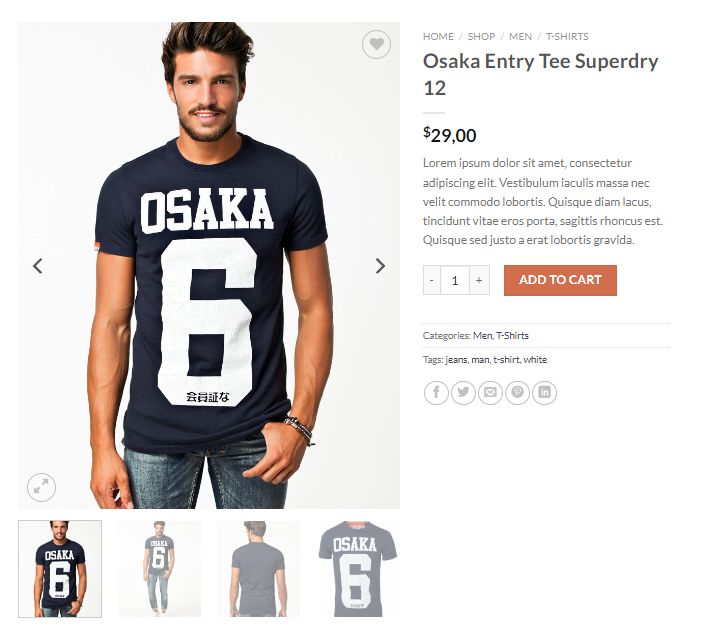 HOME / SHOP / MEN / T-SHIRTS
Osaka Entry Tee Superdry
12
$29,00
Lorem ipsum dolor sit amet, consectetur
adipiscing elit. Vestibulum iaculis massa nec
velit commodo lobortis. Quisque diam lacus,
tincidunt vitae eros porta, sagittis rhoncus est.
Quisque sed justo a erat lobortis gravida.
- 1 +
ADD TO CART
Categories: Men, T-Shirts
Tags: jeans, man, t-shirt, white
OSAKA
6
会員証な
OSAKA
6
OSAKA
6
OSAKA
6